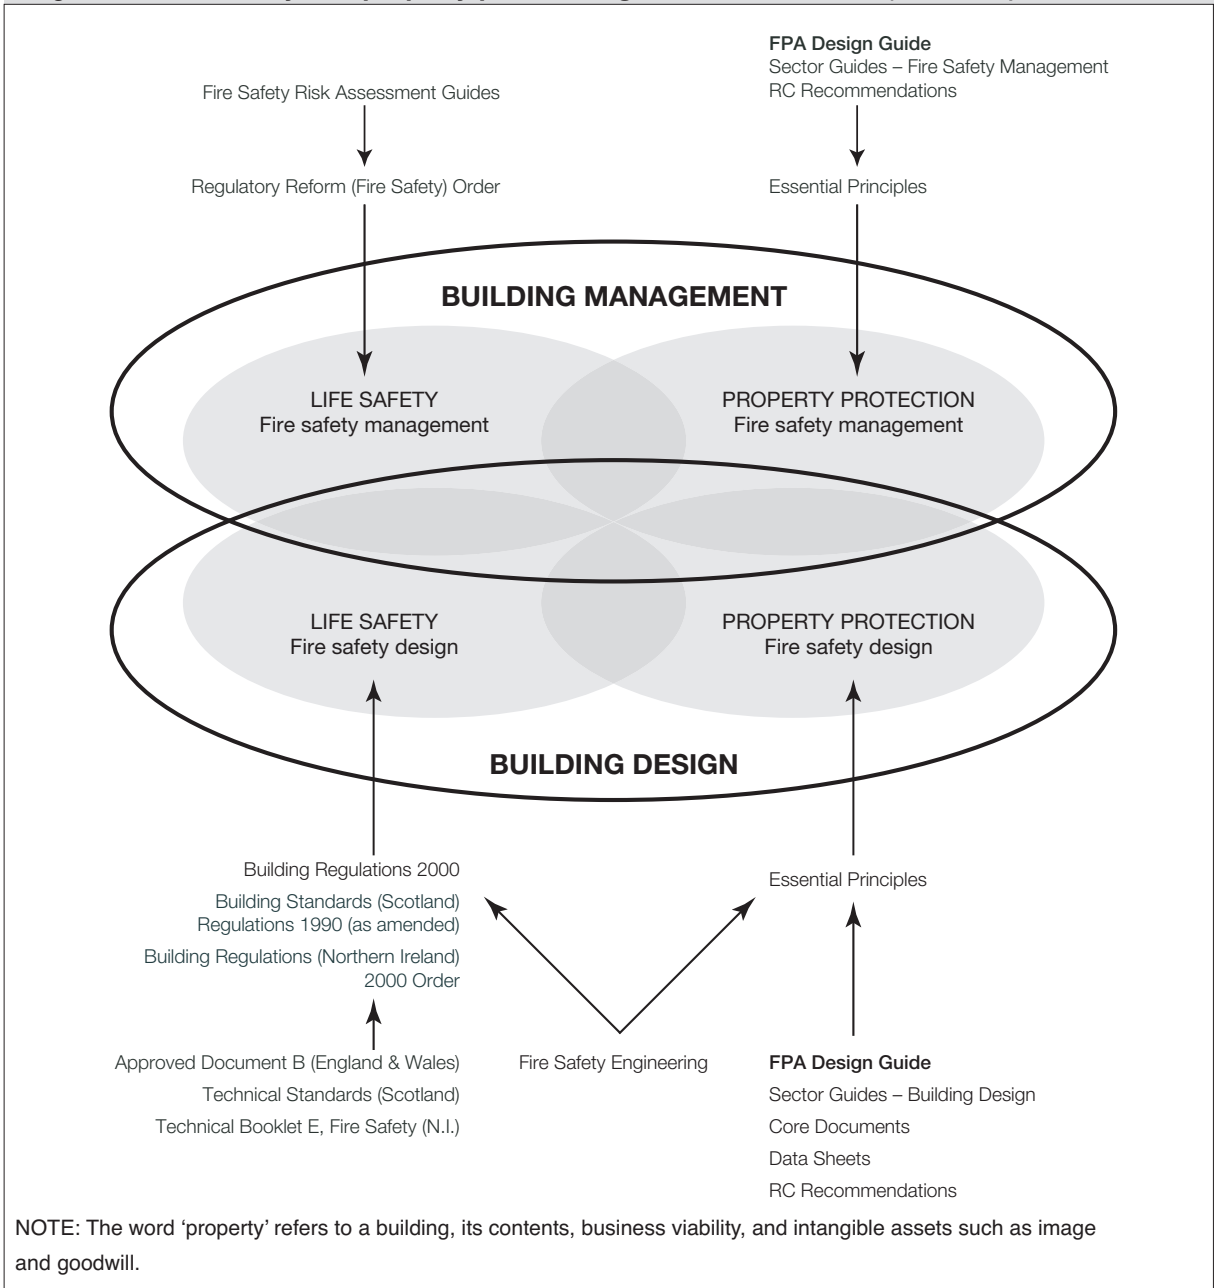 FPA Design Guide
Sector Guides – Fire Safety Management
RC Recommendations
Fire Safety Risk Assessment Guides
Regulatory Reform (Fire Safety) Order
Essential Principles
BUILDING MANAGEMENT
LIFE SAFETY
Fire safety management
PROPERTY PROTECTION
Fire safety management
LIFE SAFETY
Fire safety design
PROPERTY PROTECTION
Fire safety design
BUILDING DESIGN
Building Regulations 2000
Building Standards (Scotland)
Regulations 1990 (as amended)
Building Regulations (Northern Ireland)
2000 Order
Essential Principles
Approved Document B (England & Wales)
Technical Standards (Scotland)
Technical Booklet E, Fire Safety (N.I.)
Fire Safety Engineering
FPA Design Guide
Sector Guides – Building Design
Core Documents
Data Sheets
RC Recommendations
NOTE: The word ‘property’ refers to a building, its contents, business viability, and intangible assets such as image
and goodwill.